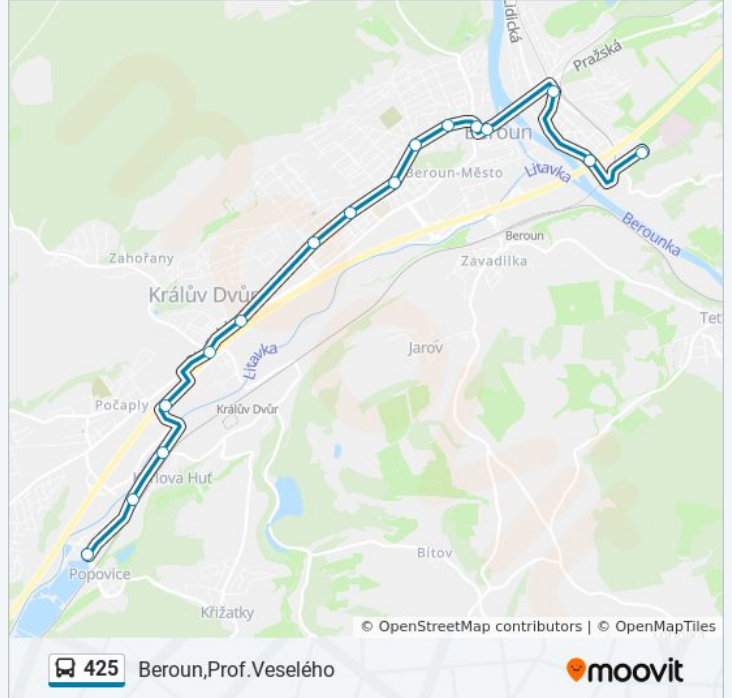 Lidická
Pražská
Beroun
Litavka
Beroun-Město
Berounka
Beroun
Zahořany
Zavadilka
Králův Dvůr
Tet
Jarov
Litavka
Počaply
Králův Dvůr
Karlova Huť
Bítov
Popovice
Křižatky
© OpenStreetMap contributors | © OpenMapTiles
425 Beroun,Prof.Veselého moovit